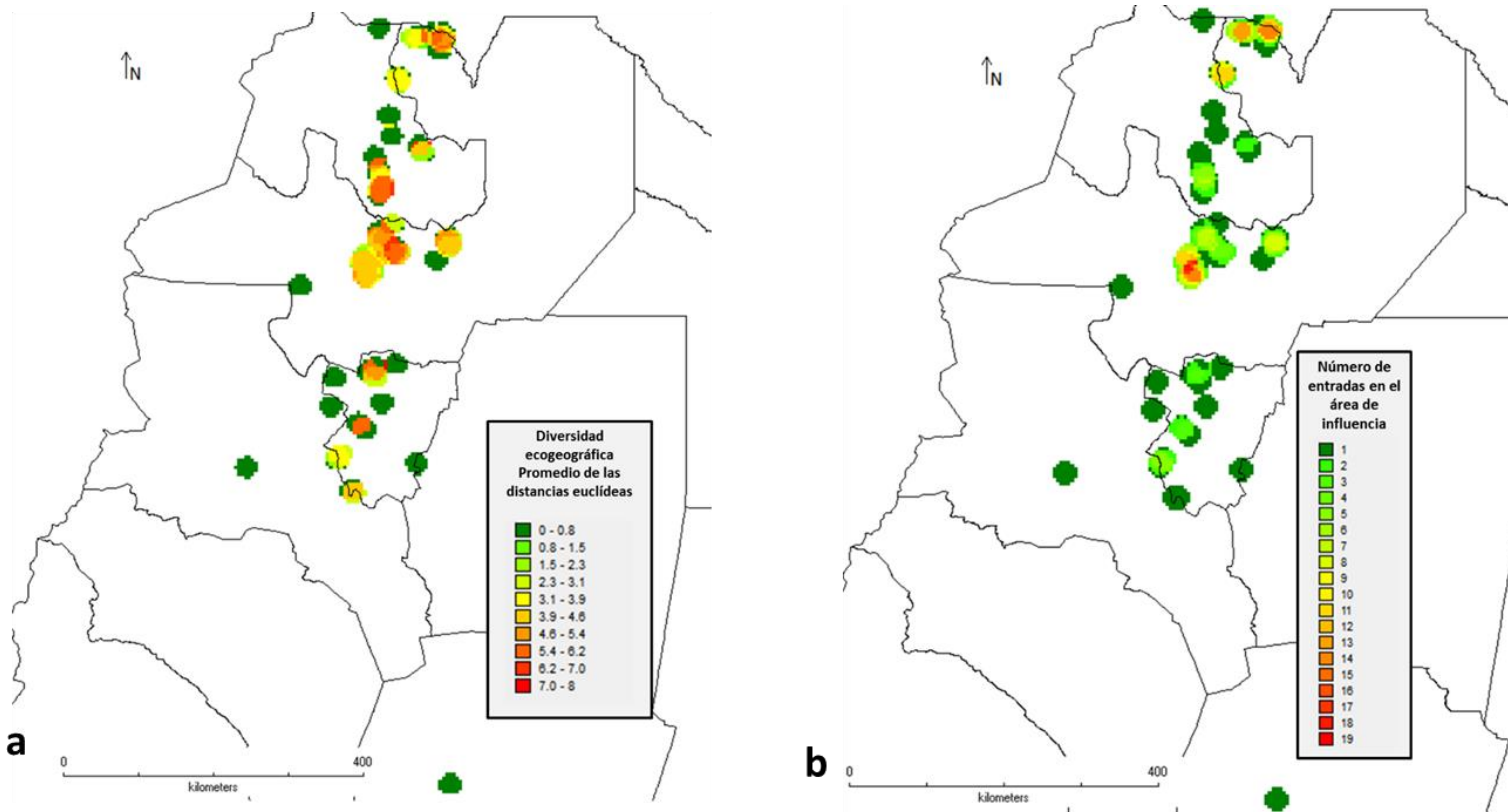 N
Diversidad
ecogeográfica
Promedio de las
distancias euclídeas
0 - 0.8
0.8 - 1.5
1.5 - 2.3
2.3 - 3.1
3.1 - 3.9
3.9 - 4.6
4.6 - 5.4
5.4 - 6.2
6.2 - 7.0
7.0 - 8
a
0 400
kilometers
N
Número de
entradas en el
área de
influencia
1
2
3
4
5
6
7
8
9
10
11
12
13
14
15
16
17
18
19
b
0 400
kilometers